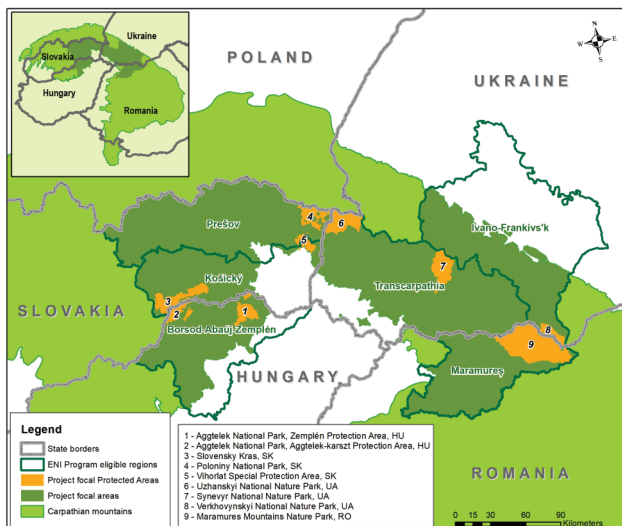 Ukraine
Slovakia
Hungary
Romania
POLAND
UKRAINE
N
W E
S
Prešov
4
6
5
Ivano-Frankivs'k
Košický
7
Transcarpathia
3
2
1
SLOVAKIA
Borsod-Abaúj-Zemplén
8
9
HUNGARY
Maramureş
Legend
State borders
ENI Program eligible regions
Project focal Protected Areas
Project focal areas
Carpathian mountains
1 - Aggtelek National Park, Zemplén Protection Area, HU
2 - Aggtelek National Park, Aggtelek-karszt Protection Area, HU
3 - Slovensky Kras, SK
4 - Poloniny National Park, SK
5 - Vihorlat Special Protection Area, SK
6 - Uzhanskyi National Nature Park, UA
7 - Synevyr National Nature Park, UA
8 - Verkhovynskyi National Nature Park, UA
9 - Maramures Mountains Nature Park, RO
ROMANIA
0 15 30 60 90
Kilometers